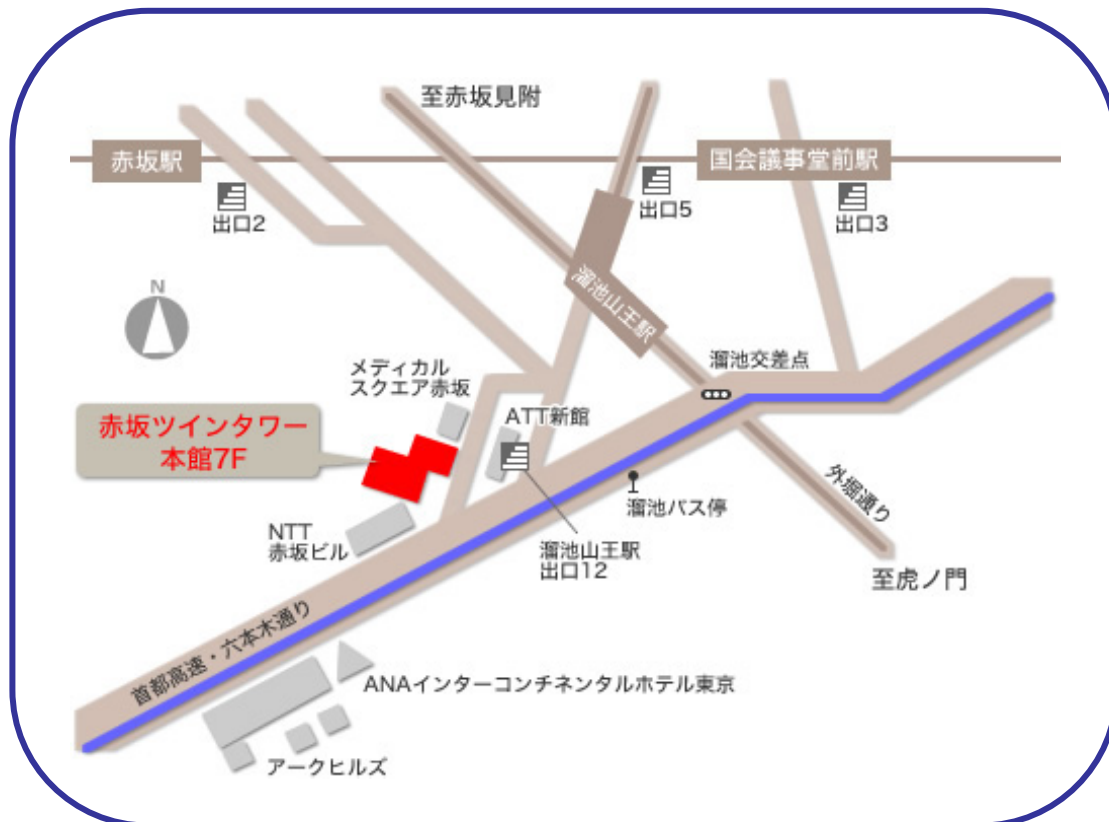 至赤坂見附
赤坂駅
国会議事堂前駅
出口2
出口5
出口3
N
溜池山王駅
溜池交差点
メディカル
スクエア赤坂
赤坂ツインタワー
本館7F
ATT新館
溜池バス停
外堀通り
NTT
赤坂ビル
溜池山王駅
出口12
至虎ノ門
首都高速・六本木通り
ANAインターコンチネンタルホテル東京
アークヒルズ